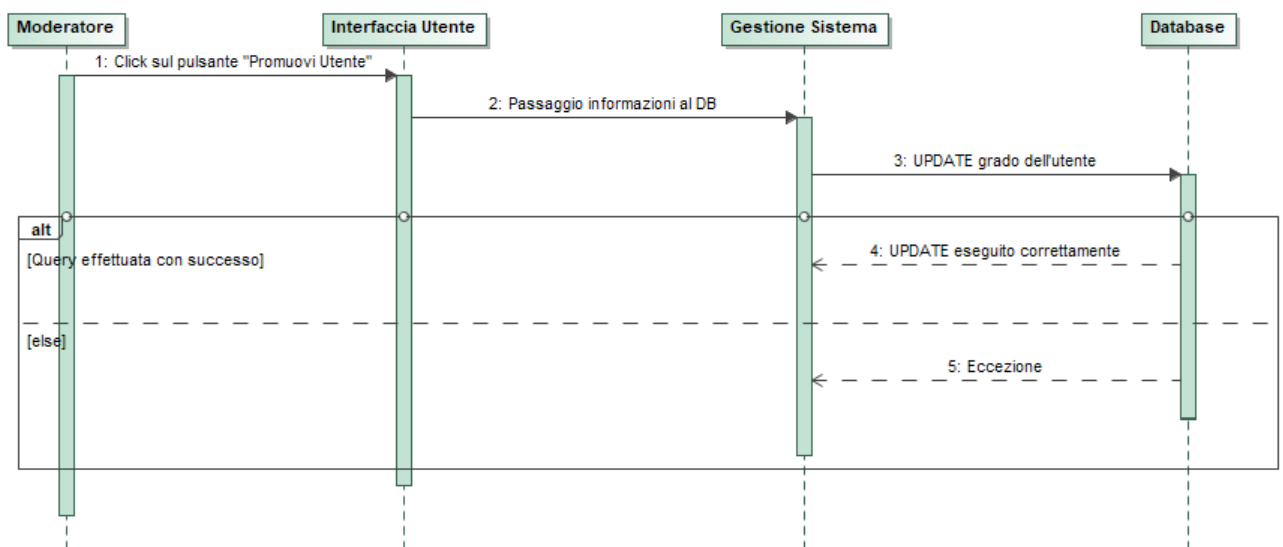 Moderatore
Interfaccia Utente
Gestione Sistema
Database
1: Click sul pulsante "Promuovi Utente"
2: Passaggio informazioni al DB
3: UPDATE grado dell'utente
alt
[Query effettuata con successo]
4: UPDATE eseguito correttamente
[else]
5: Eccezione